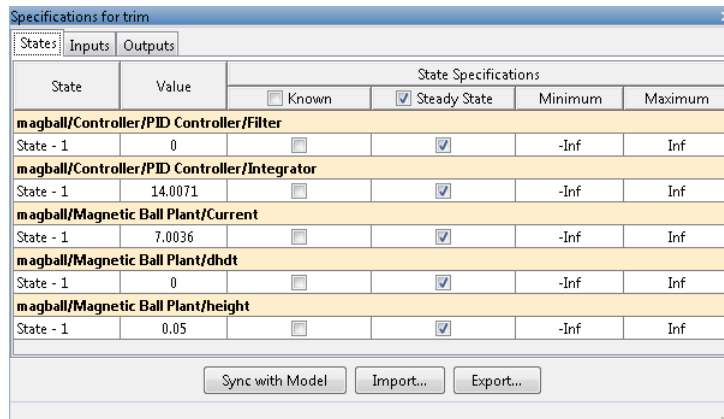 Specifications for trim
States Inputs Outputs
State Specifications
State Value
Known Steady State Minimum Maximum
magball/Controller/PID Controller/Filter
State - 1 0 -Inf Inf
magball/Controller/PID Controller/Integrator
State - 1 14.0071 -Inf Inf
magball/Magnetic Ball Plant/Current
State - 1 7.0036 -Inf Inf
magball/Magnetic Ball Plant/dhdt
State - 1 0 -Inf Inf
magball/Magnetic Ball Plant/height
State - 1 0.05 -Inf Inf
Sync with Model Import... Export...